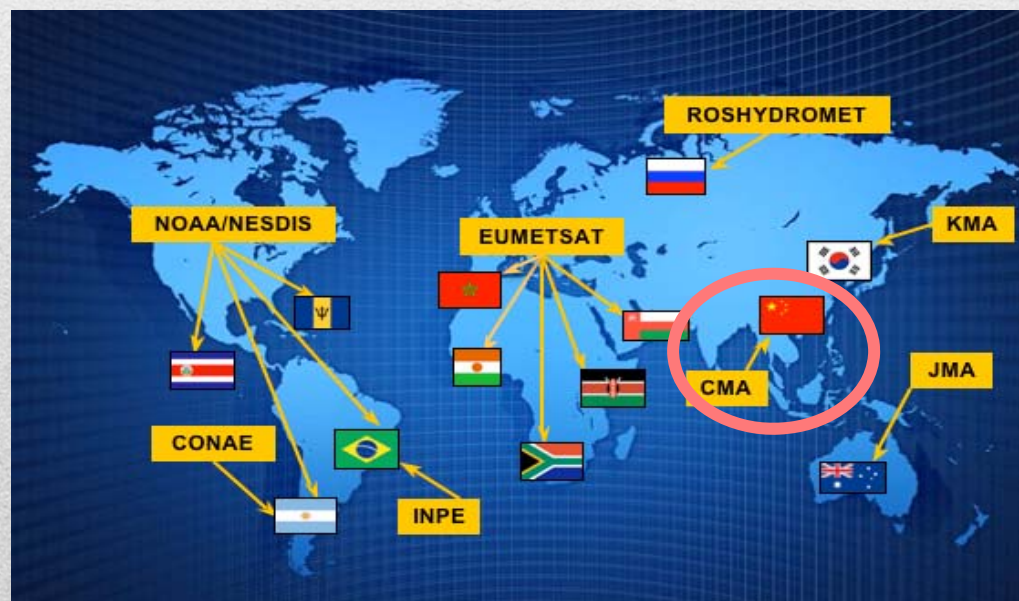 ROSHYDROMET
NOAA/NESDIS
EUMETSAT
KMA
CMA
JMA
CONAE
INPE